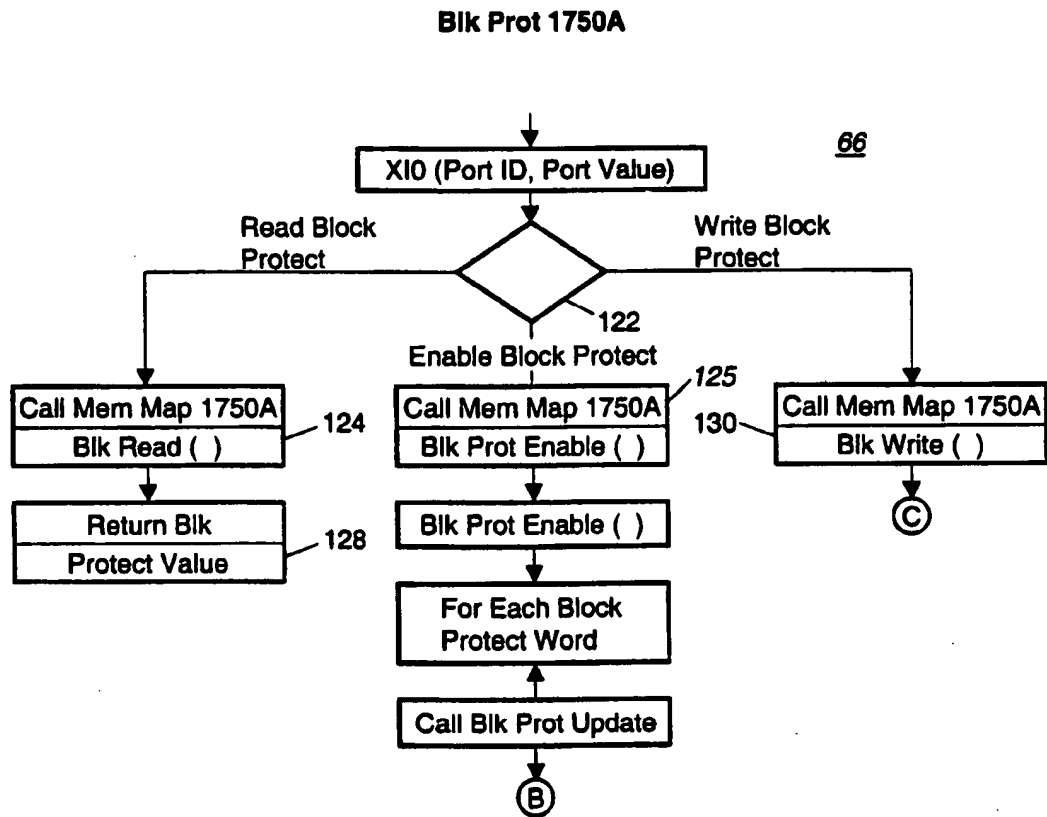 Blk Prot 1750A
66
XI0 (Port ID, Port Value)
Read Block
Protect
Write Block
Protect
122
Enable Block Protect
125
Call Mem Map 1750A
Blk Read ( )
124
Call Mem Map 1750A
Blk Prot Enable ( )
130
Call Mem Map 1750A
Blk Write ( )
Return Blk
Protect Value
128
Blk Prot Enable ( )
C
For Each Block
Protect Word
Call Blk Prot Update
B